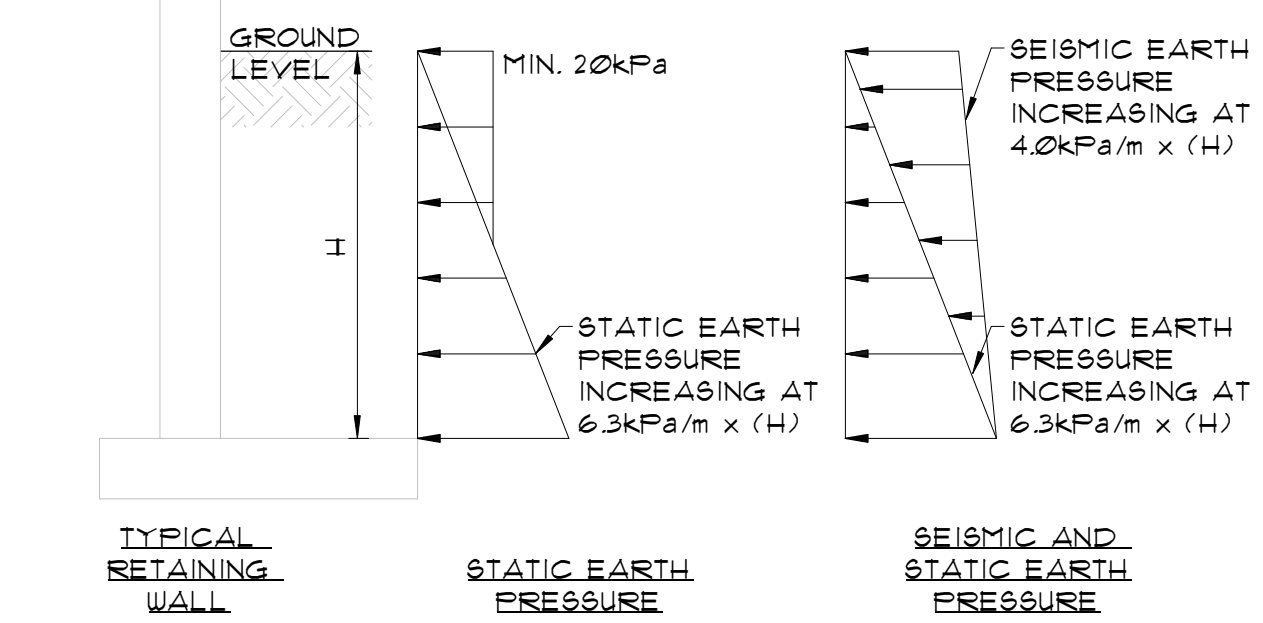 GROUND
LEVEL
H
MIN. 20kPa
STATIC EARTH
PRESSURE
INCREASING AT
6.3kPa/m x (H)
SEISMIC EARTH
PRESSURE
INCREASING AT
4.0kPa/m x (H)
STATIC EARTH
PRESSURE
INCREASING AT
6.3kPa/m x (H)
TYPICAL
RETAINING
WALL
STATIC EARTH
PRESSURE
SEISMIC AND
STATIC EARTH
PRESSURE